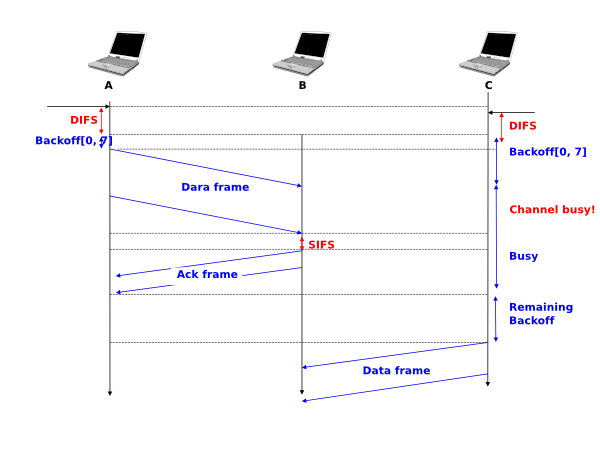 A
B
C
DIFS
DIFS
Backoff[0, 7]
Backoff[0, 7]
Dara frame
Channel busy!
SIFS
Busy
Ack frame
Remaining
Backoff
Data frame